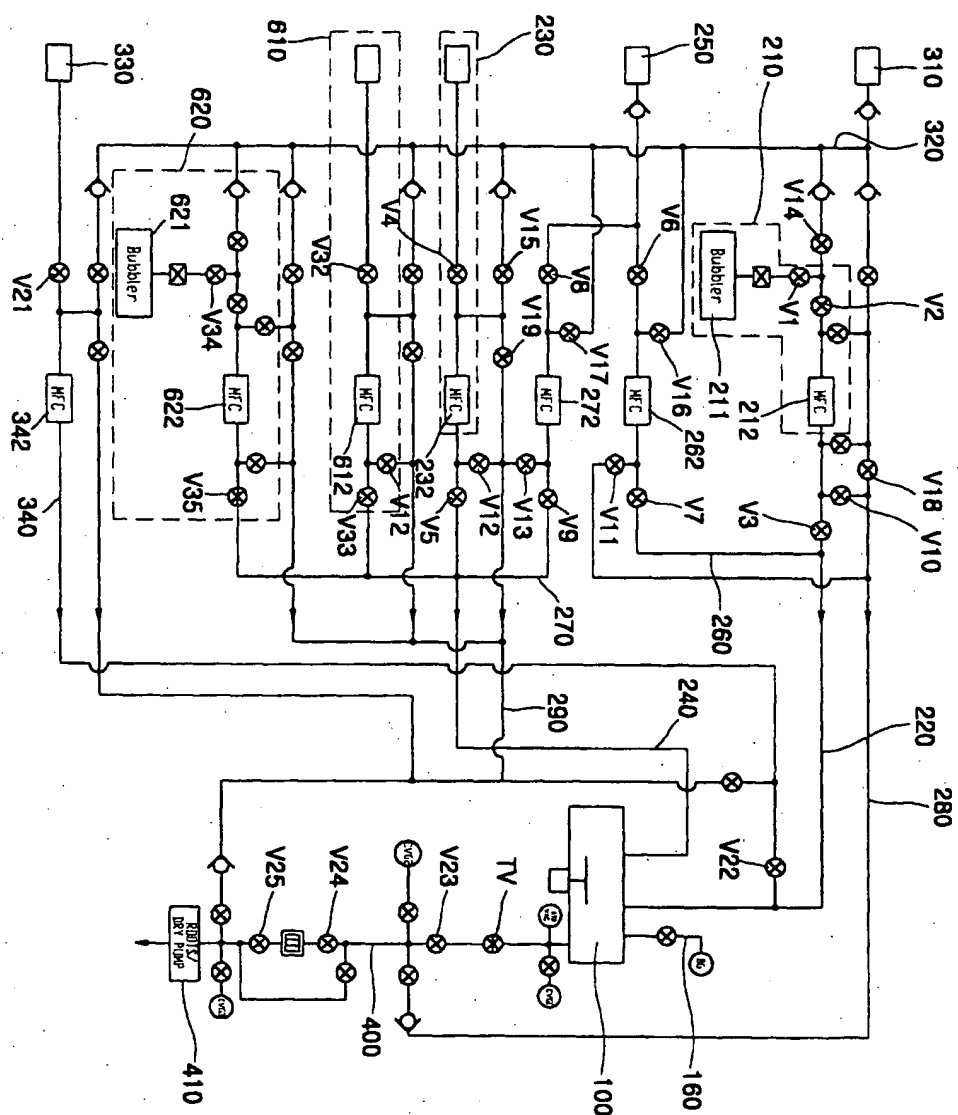 310
320
V2
V18
V10
280
220
V14
210
V1
Bubbler
211
212
MFC
V3
V22
160
250
V6
V16
262
MFC
V7
260
240
100
V8
V17
272
MFC
V11
V9
230
V15
V19
V13
270
290
TV
V4
232
MFC
V12
V5
V23
610
V32
612
MFC
V12
V33
400
V24
620
V34
622
MFC
V35
V25
621
Bubbler
ROOTS/
DRY PUMP
410
330
V21
342
MFC
340